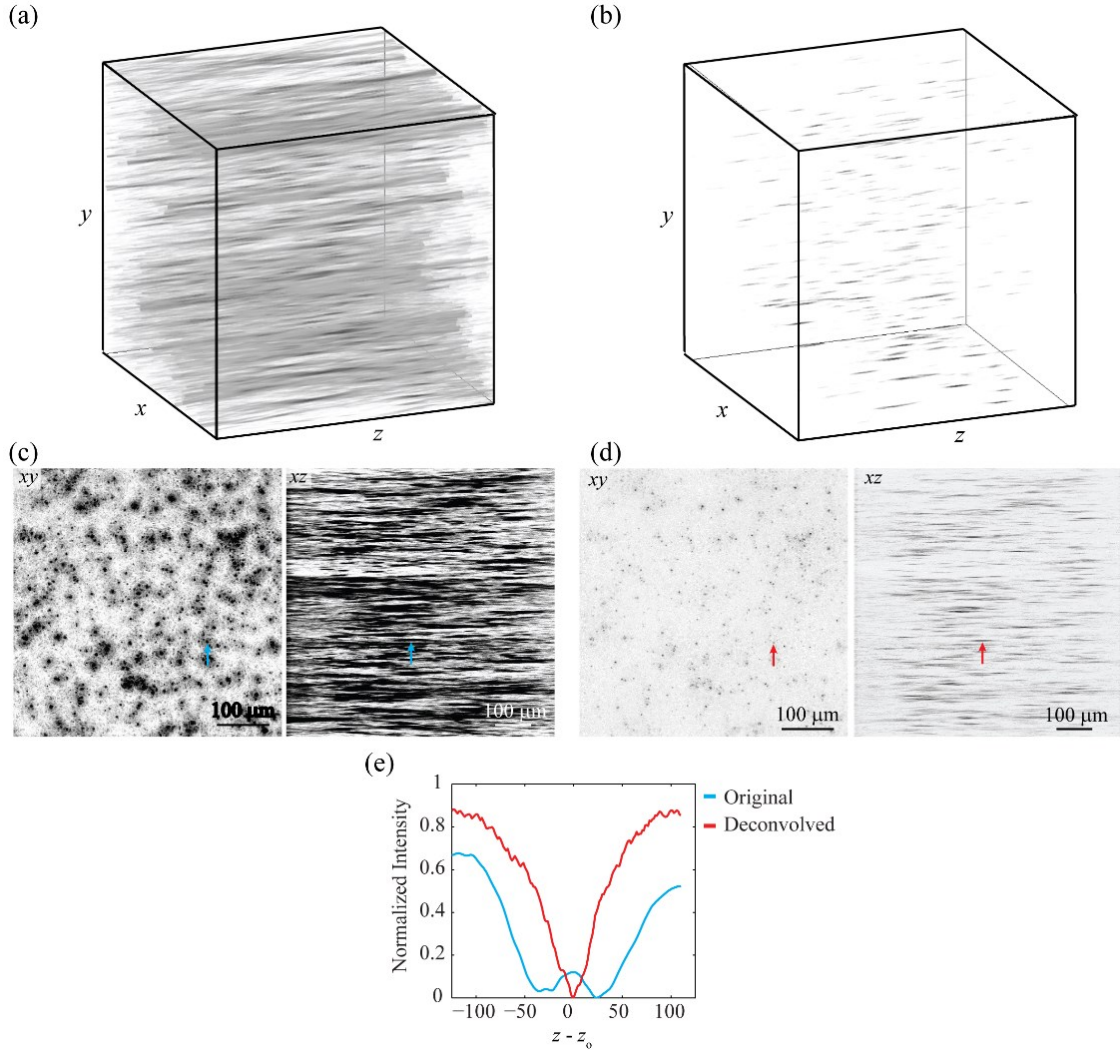 (a)
(b)
y
x
z
y
x
z
(c)
xy
xz
100 μm
100 μm
(d)
xy
xz
100 μm
100 μm
(e)
Normalized Intensity
1
0.8
0.6
0.4
0.2
0
−100
−50
0
50
100
z - z₀
Original
Deconvolved